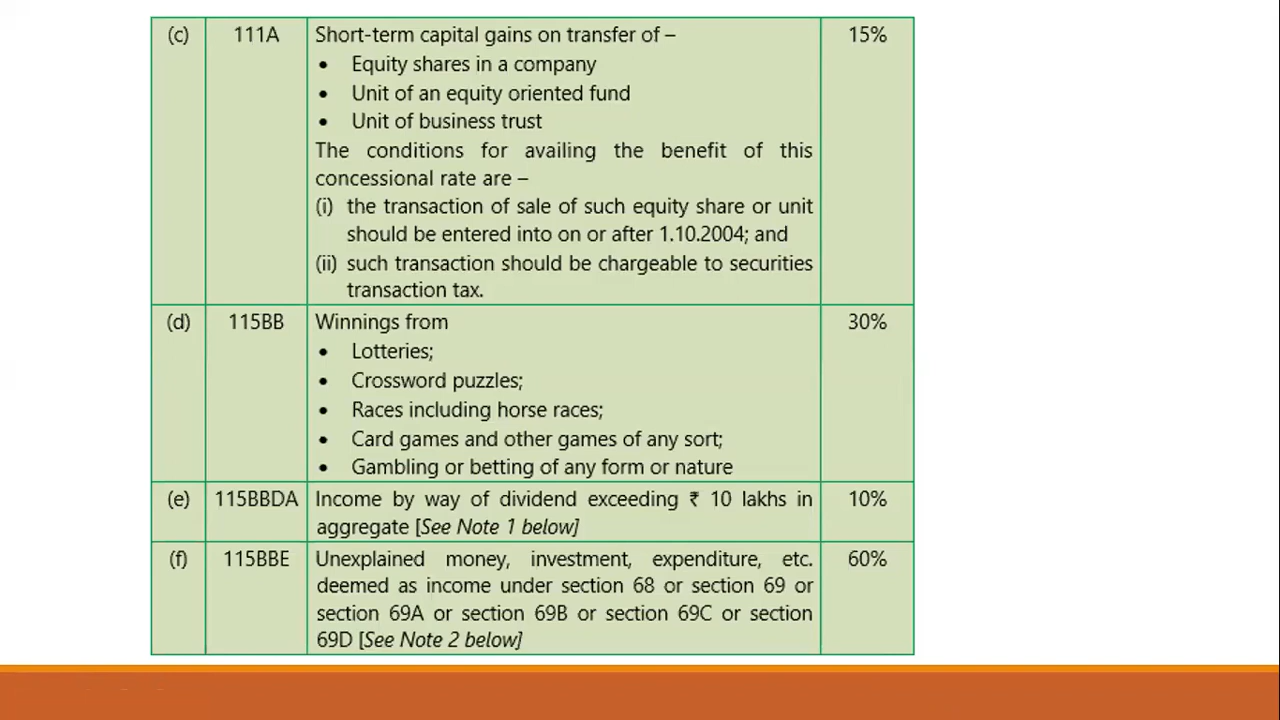 (c) 111A Short-term capital gains on transfer of – 15%
• Equity shares in a company
• Unit of an equity oriented fund
• Unit of business trust
The conditions for availing the benefit of this
concessional rate are –
(i) the transaction of sale of such equity share or unit
should be entered into on or after 1.10.2004; and
(ii) such transaction should be chargeable to securities
transaction tax.
(d) 115BB Winnings from 30%
• Lotteries;
• Crossword puzzles;
• Races including horse races;
• Card games and other games of any sort;
• Gambling or betting of any form or nature
(e) 115BBDA Income by way of dividend exceeding ₹ 10 lakhs in 10%
aggregate [See Note 1 below]
(f) 115BBE Unexplained money, investment, expenditure, etc. 60%
deemed as income under section 68 or section 69 or
section 69A or section 69B or section 69C or section
69D [See Note 2 below]